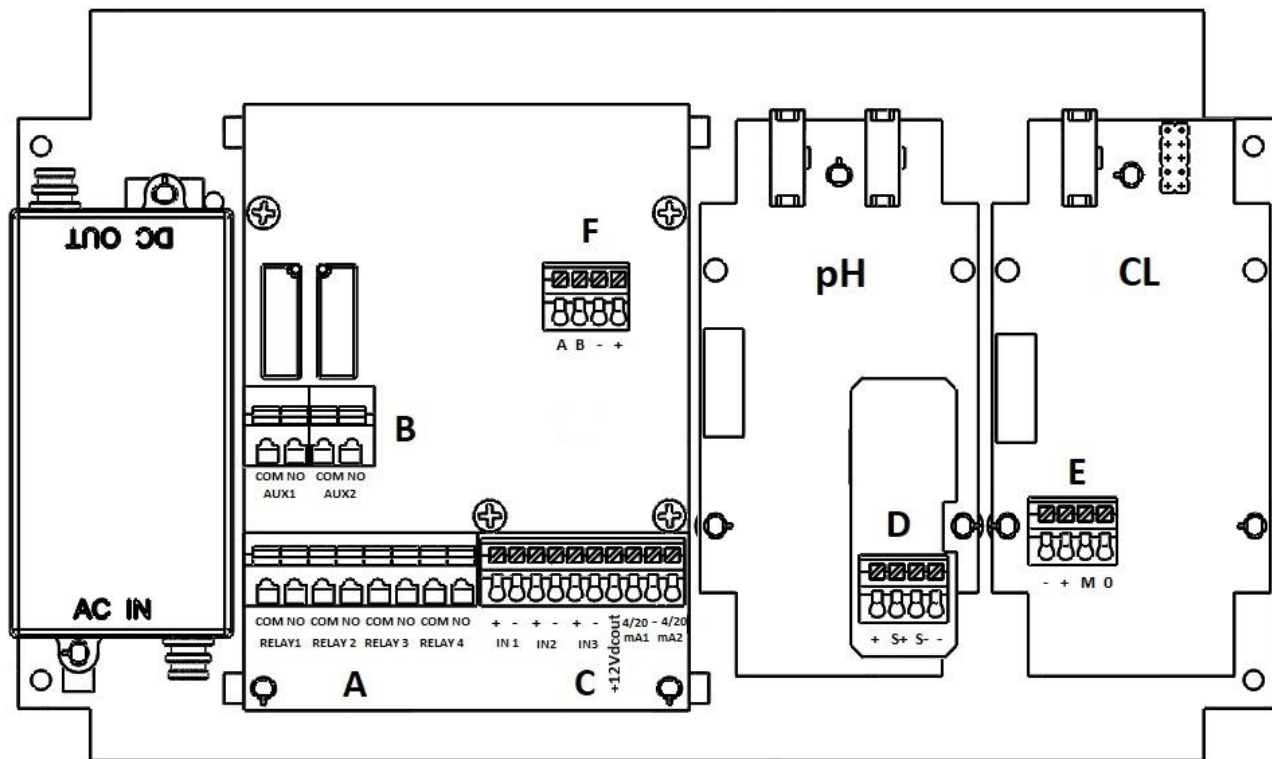 DC OUT
F
A B - +
pH
CL
B
COM NO COM NO
AUX1 AUX2
E
- + M 0
D
+ S+ S- -
AC IN
COM NO COM NO COM NO COM NO
RELAY1 RELAY 2 RELAY 3 RELAY 4
+ - + - + - 4/20 - 4/20
IN 1 IN2 IN3 mA1 mA2
+12Vdcout
A
C